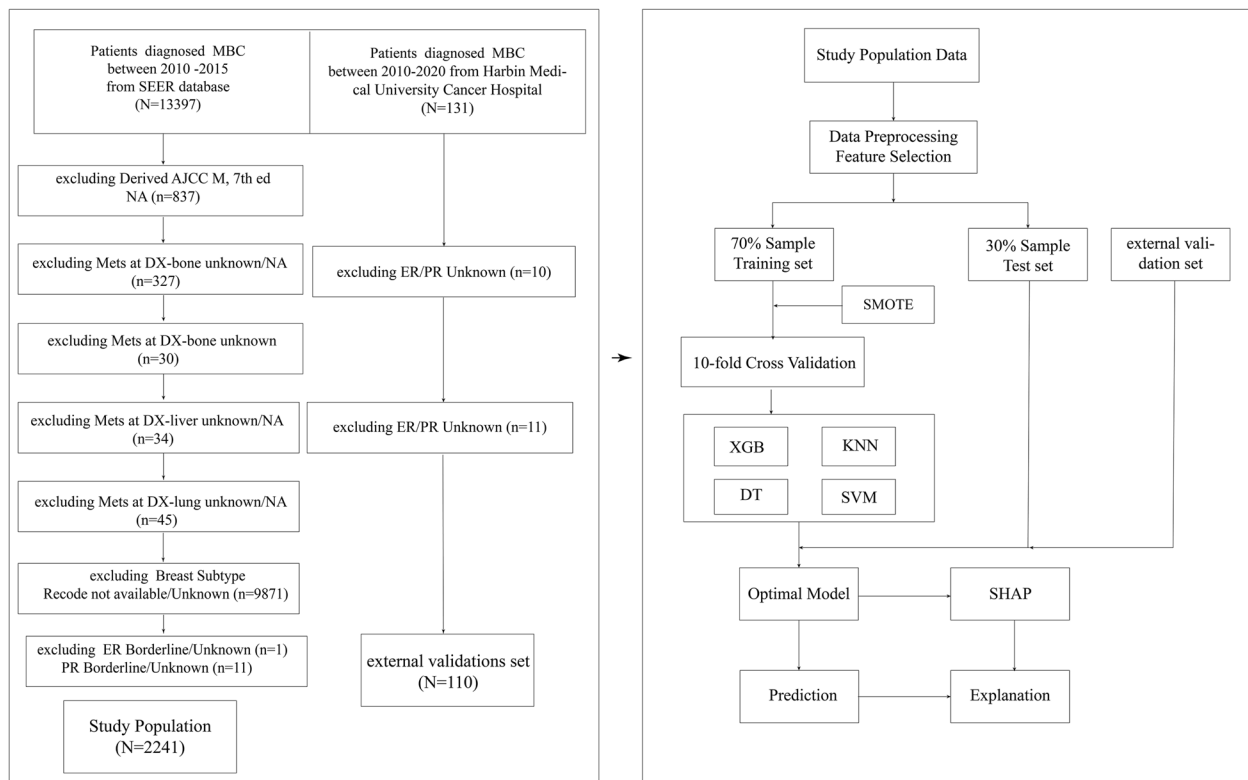 Patients diagnosed MBC
between 2010 -2015
from SEER database
(N=13397)
Patients diagnosed MBC
between 2010-2020 from Harbin Medi-
cal University Cancer Hospital
(N=131)
excluding Derived AJCC M, 7th ed
NA (n=837)
excluding Mets at DX-bone unknown/NA
(n=327)
excluding Mets at DX-bone unknown
(n=30)
excluding Mets at DX-liver unknown/NA
(n=34)
excluding Mets at DX-lung unknown/NA
(n=45)
excluding Breast Subtype
Recode not available/Unknown (n=9871)
excluding ER Borderline/Unknown (n=1)
PR Borderline/Unknown (n=11)
Study Population
(N=2241)
excluding ER/PR Unknown (n=10)
excluding ER/PR Unknown (n=11)
external validations set
(N=110)
Study Population Data
Data Preprocessing
Feature Selection
70% Sample
Training set
30% Sample
Test set
external vali-
dation set
SMOTE
10-fold Cross Validation
XGB
KNN
DT
SVM
Optimal Model
SHAP
Prediction
Explanation